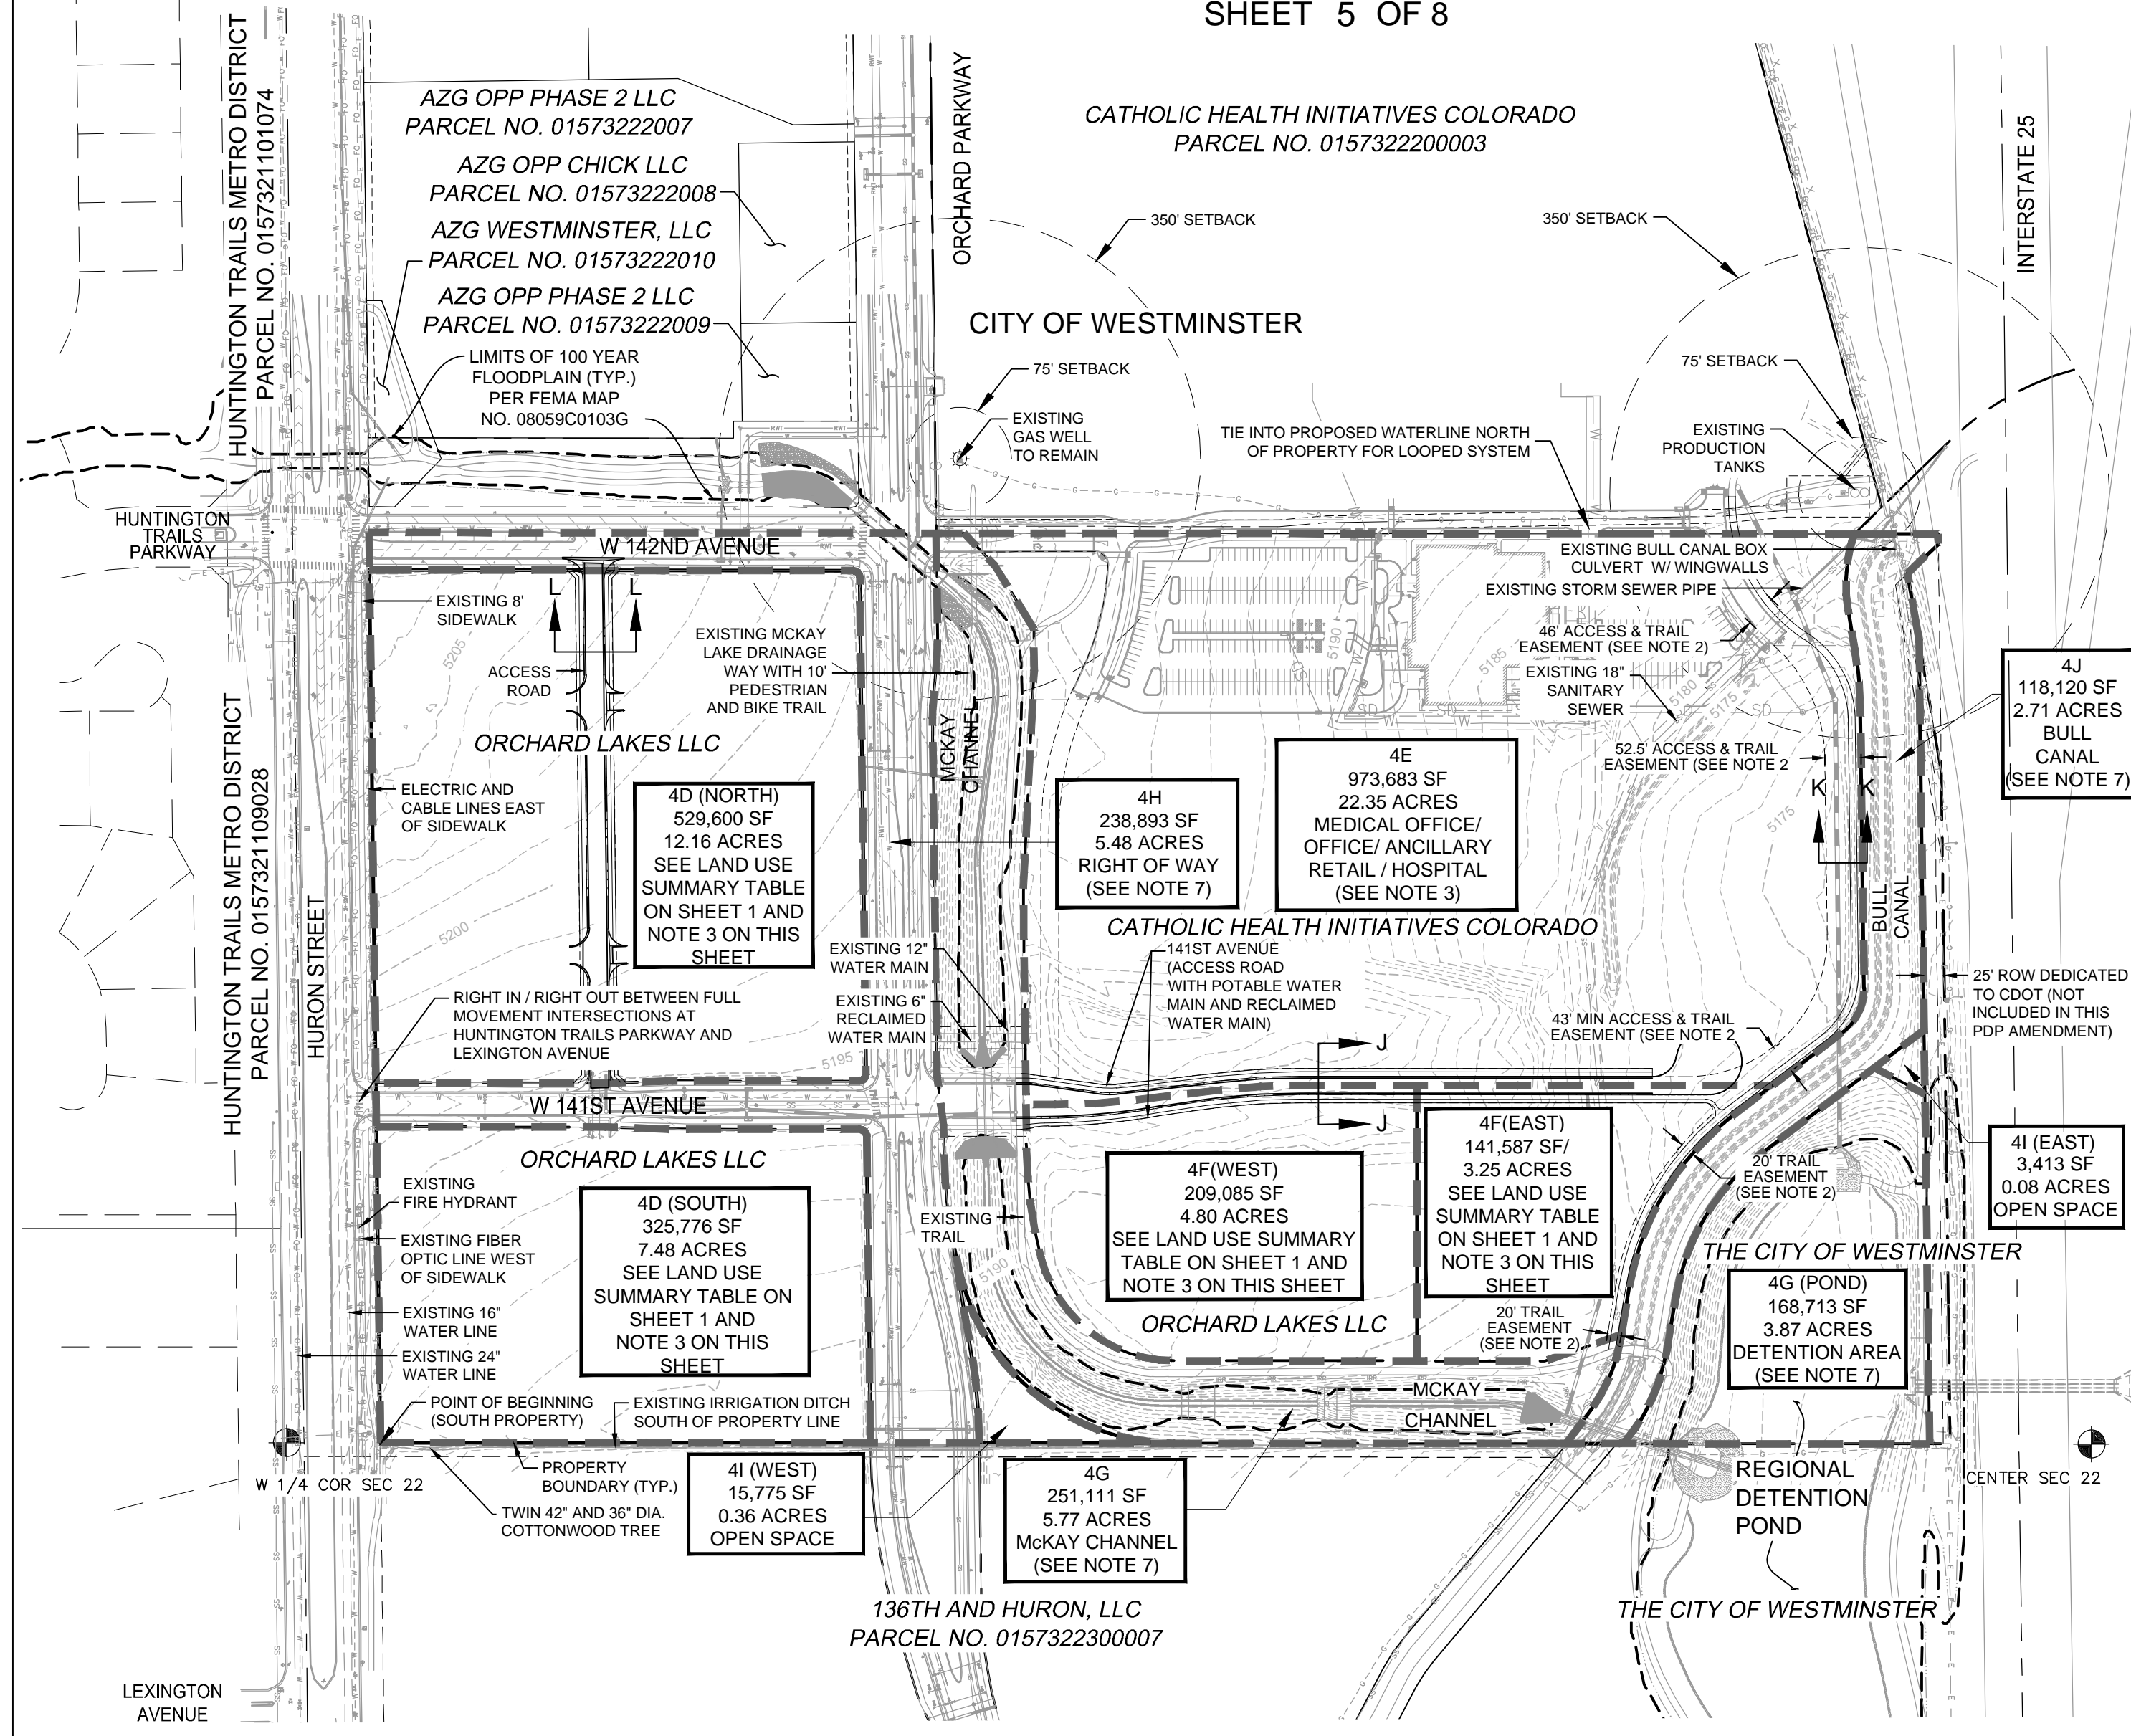 SHEET 5 OF 8
HUNTINGTON TRAILS METRO DISTRICT
PARCEL NO. 0157321101074
AZG OPP PHASE 2 LLC
PARCEL NO. 01573222007
AZG OPP CHICK LLC
PARCEL NO. 01573222008
AZG WESTMINSTER, LLC
PARCEL NO. 01573222010
AZG OPP PHASE 2 LLC
PARCEL NO. 01573222009
LIMITS OF 100 YEAR
FLOODPLAIN (TYP.)
PER FEMA MAP
NO. 08059C0103G
ORCHARD PARKWAY
CATHOLIC HEALTH INITIATIVES COLORADO
PARCEL NO. 0157322200003
INTERSTATE 25
350' SETBACK
350' SETBACK
CITY OF WESTMINSTER
75' SETBACK
75' SETBACK
EXISTING
GAS WELL
TO REMAIN
TIE INTO PROPOSED WATERLINE NORTH
OF PROPERTY FOR LOOPED SYSTEM
EXISTING
PRODUCTION
TANKS
HUNTINGTON
TRAILS
PARKWAY
W 142ND AVENUE
EXISTING BULL CANAL BOX
CULVERT W/ WINGWALLS
EXISTING STORM SEWER PIPE
EXISTING 8'
SIDEWALK
L L
5205
ACCESS
ROAD
EXISTING MCKAY
LAKE DRAINAGE
WAY WITH 10'
PEDESTRIAN
AND BIKE TRAIL
5190
5185
46' ACCESS & TRAIL
EASEMENT (SEE NOTE 2)
EXISTING 18"
SANITARY
SEWER
5180
5175
4J
118,120 SF
2.71 ACRES
BULL
CANAL
(SEE NOTE 7)
MCKAY
CHANNEL
ORCHARD LAKES LLC
52.5' ACCESS & TRAIL
EASEMENT (SEE NOTE 2
K K
5175
HUNTINGTON TRAILS METRO DISTRICT
PARCEL NO. 0157321109028
HURON STREET
ELECTRIC AND
CABLE LINES EAST
OF SIDEWALK
4D (NORTH)
529,600 SF
12.16 ACRES
SEE LAND USE
SUMMARY TABLE
ON SHEET 1 AND
NOTE 3 ON THIS
SHEET
4H
238,893 SF
5.48 ACRES
RIGHT OF WAY
(SEE NOTE 7)
4E
973,683 SF
22.35 ACRES
MEDICAL OFFICE/
OFFICE/ ANCILLARY
RETAIL / HOSPITAL
(SEE NOTE 3)
BULL
CANAL
5200
CATHOLIC HEALTH INITIATIVES COLORADO
EXISTING 12"
WATER MAIN
EXISTING 6"
RECLAIMED
WATER MAIN
141ST AVENUE
(ACCESS ROAD
WITH POTABLE WATER
MAIN AND RECLAIMED
WATER MAIN)
25' ROW DEDICATED
TO CDOT (NOT
INCLUDED IN THIS
PDP AMENDMENT)
RIGHT IN / RIGHT OUT BETWEEN FULL
MOVEMENT INTERSECTIONS AT
HUNTINGTON TRAILS PARKWAY AND
LEXINGTON AVENUE
5195
43' MIN ACCESS & TRAIL
EASEMENT (SEE NOTE 2
J
J
W 141ST AVENUE
ORCHARD LAKES LLC
EXISTING
FIRE HYDRANT
EXISTING FIBER
OPTIC LINE WEST
OF SIDEWALK
EXISTING 16"
WATER LINE
EXISTING 24"
WATER LINE
4D (SOUTH)
325,776 SF
7.48 ACRES
SEE LAND USE
SUMMARY TABLE ON
SHEET 1 AND
NOTE 3 ON THIS
SHEET
EXISTING
TRAIL
5190
4F(WEST)
209,085 SF
4.80 ACRES
SEE LAND USE SUMMARY
TABLE ON SHEET 1 AND
NOTE 3 ON THIS SHEET
4F(EAST)
141,587 SF/
3.25 ACRES
SEE LAND USE
SUMMARY TABLE
ON SHEET 1 AND
NOTE 3 ON THIS
SHEET
20' TRAIL
EASEMENT
(SEE NOTE 2)
4I (EAST)
3,413 SF
0.08 ACRES
OPEN SPACE
THE CITY OF WESTMINSTER
4G (POND)
168,713 SF
3.87 ACRES
DETENTION AREA
(SEE NOTE 7)
ORCHARD LAKES LLC
20' TRAIL
EASEMENT
(SEE NOTE 2)
MCKAY
CHANNEL
POINT OF BEGINNING
(SOUTH PROPERTY)
EXISTING IRRIGATION DITCH
SOUTH OF PROPERTY LINE
W 1/4 COR SEC 22
PROPERTY
BOUNDARY (TYP.)
TWIN 42" AND 36" DIA.
COTTONWOOD TREE
4I (WEST)
15,775 SF
0.36 ACRES
OPEN SPACE
4G
251,111 SF
5.77 ACRES
McKAY CHANNEL
(SEE NOTE 7)
REGIONAL
DETENTION
POND
CENTER SEC 22
136TH AND HURON, LLC
PARCEL NO. 0157322300007
THE CITY OF WESTMINSTER
LEXINGTON
AVENUE